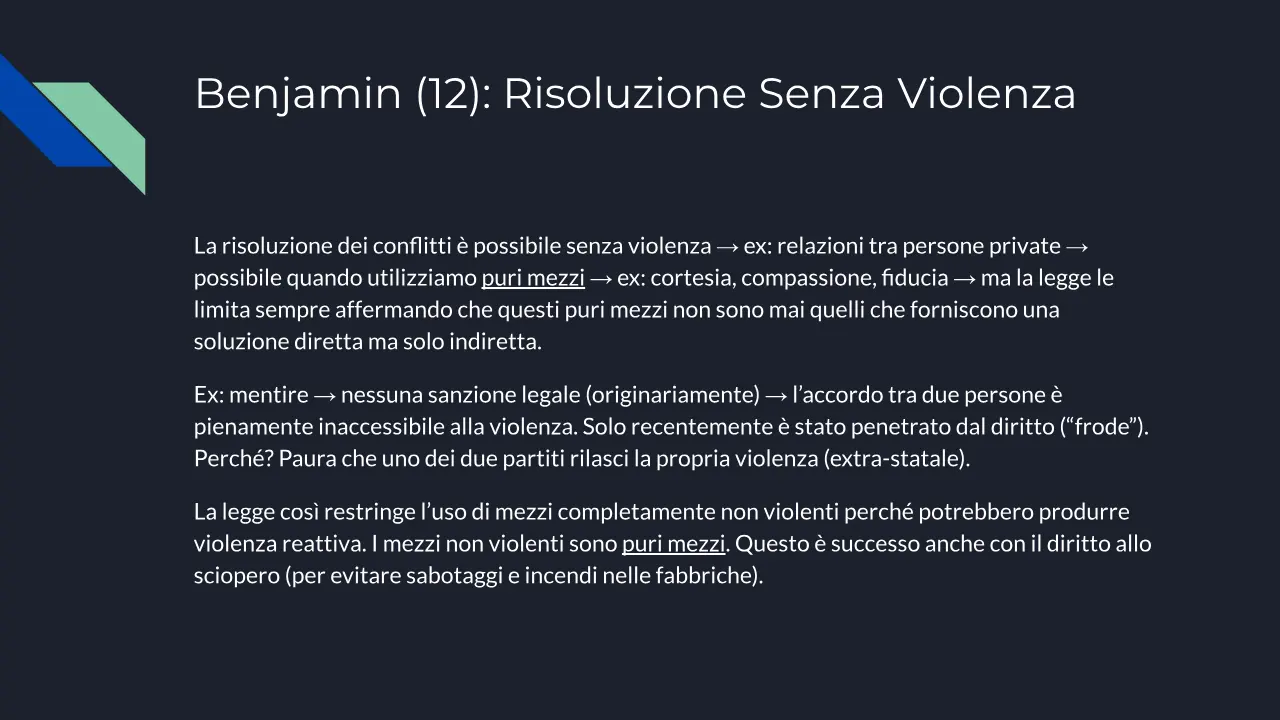 Benjamin (12): Risoluzione Senza Violenza
La risoluzione dei conflitti è possibile senza violenza → ex: relazioni tra persone private →
possibile quando utilizziamo puri mezzi → ex: cortesia, compassione, fiducia → ma la legge le
limita sempre affermando che questi puri mezzi non sono mai quelli che forniscono una
soluzione diretta ma solo indiretta.
Ex: mentire → nessuna sanzione legale (originariamente) → l’accordo tra due persone è
pienamente inaccessibile alla violenza. Solo recentemente è stato penetrato dal diritto (“frode”).
Perché? Paura che uno dei due partiti rilasci la propria violenza (extra-statale).
La legge così restringe l’uso di mezzi completamente non violenti perché potrebbero produrre
violenza reattiva. I mezzi non violenti sono puri mezzi. Questo è successo anche con il diritto allo
sciopero (per evitare sabotaggi e incendi nelle fabbriche).